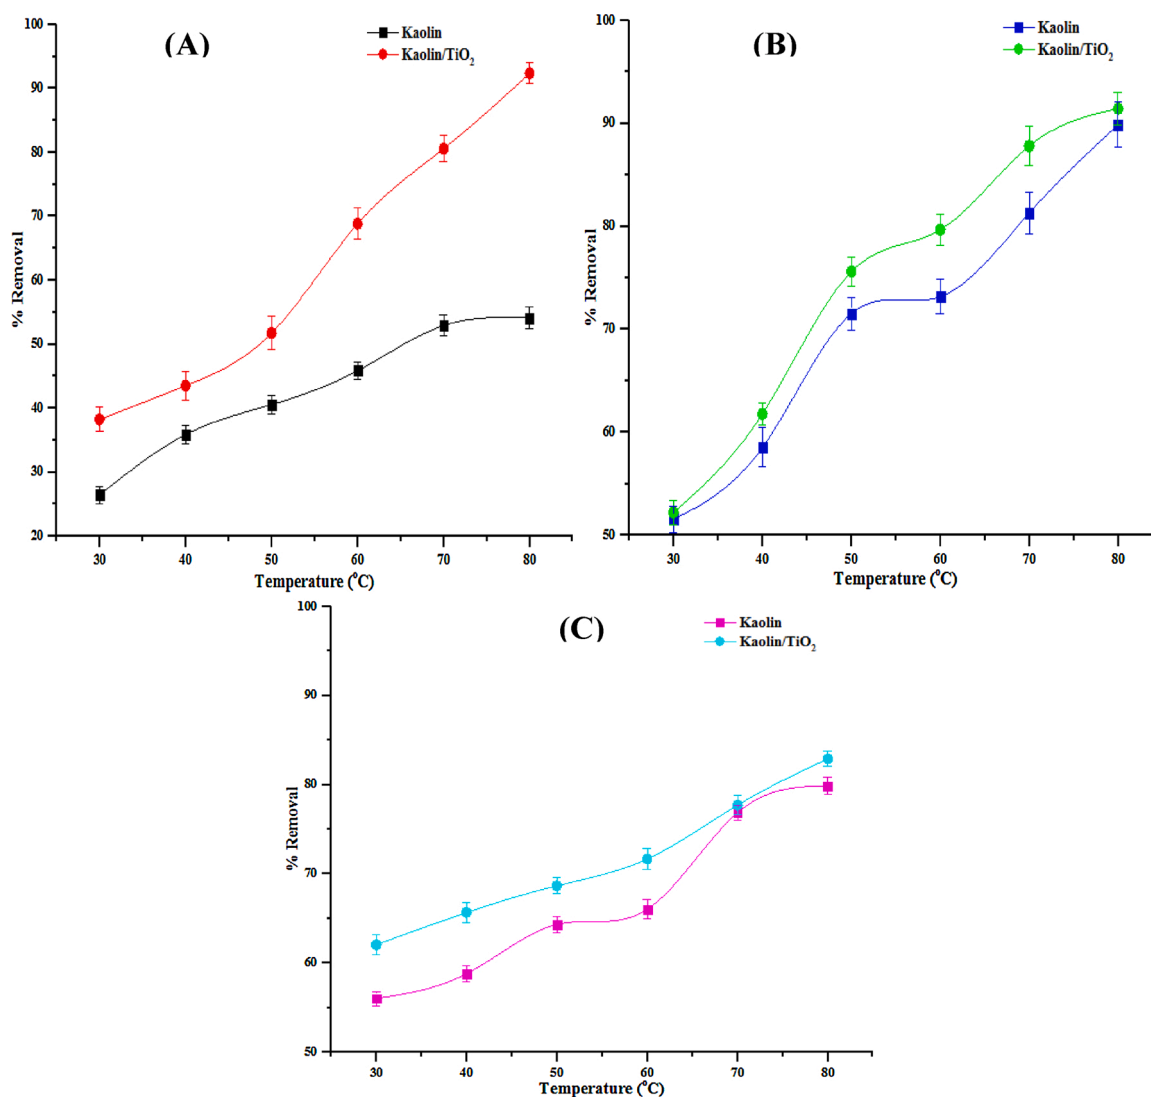 (A)
Kaolin
Kaolin/TiO₂
% Removal
100
90
80
70
60
50
40
30
20
30 40 50 60 70 80
Temperature (°C)
(B)
Kaolin
Kaolin/TiO₂
% Removal
100
90
80
70
60
50
30 40 50 60 70 80
Temperature (°C)
(C)
Kaolin
Kaolin/TiO₂
% Removal
100
90
80
70
60
50
30 40 50 60 70 80
Temperature (°C)